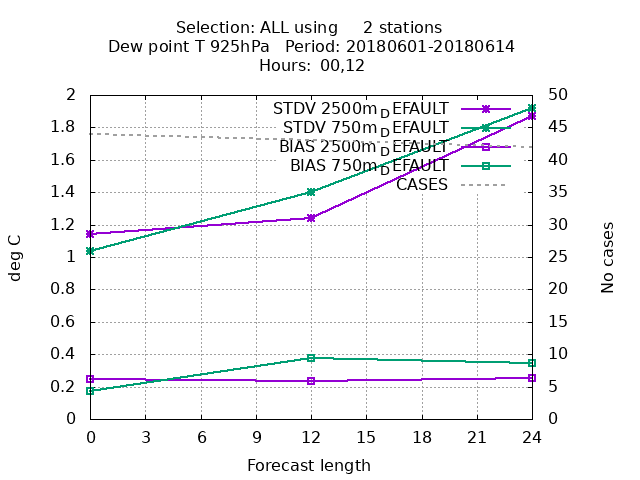 Selection: ALL using 2 stations
Dew point T 925hPa Period: 20180601-20180614
Hours: 00,12
2
1.8
1.6
1.4
1.2
1
0.8
0.6
0.4
0.2
0
50
45
40
35
30
25
20
15
10
5
0
STDV 2500m_DEFAULT
STDV 750m_DEFAULT
BIAS 2500m_DEFAULT
BIAS 750m_DEFAULT
CASES
deg C
No cases
0 3 6 9 12 15 18 21 24
Forecast length